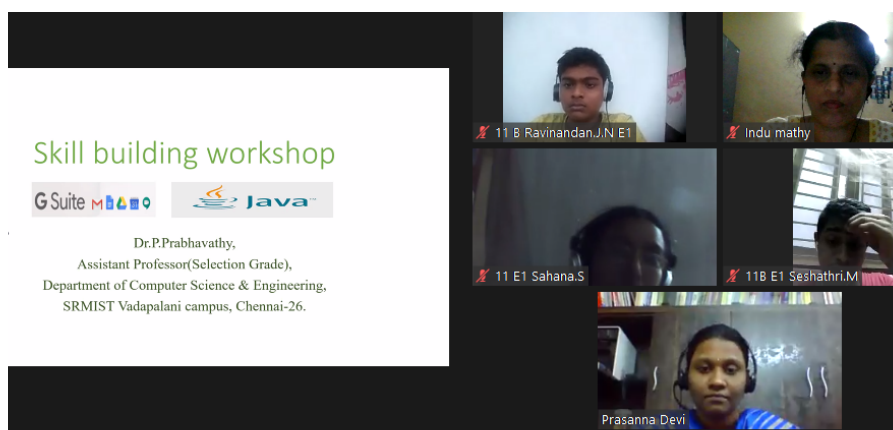 Skill building workshop
G Suite
Java™
Dr.P.Prabhavathy,
Assistant Professor(Selection Grade),
Department of Computer Science & Engineering,
SRMIST Vadapalani campus, Chennai-26.
11 B Ravinandan.J.N E1
Indu mathy
11 E1 Sahana.S
11B E1 Seshathri.M
Prasanna Devi